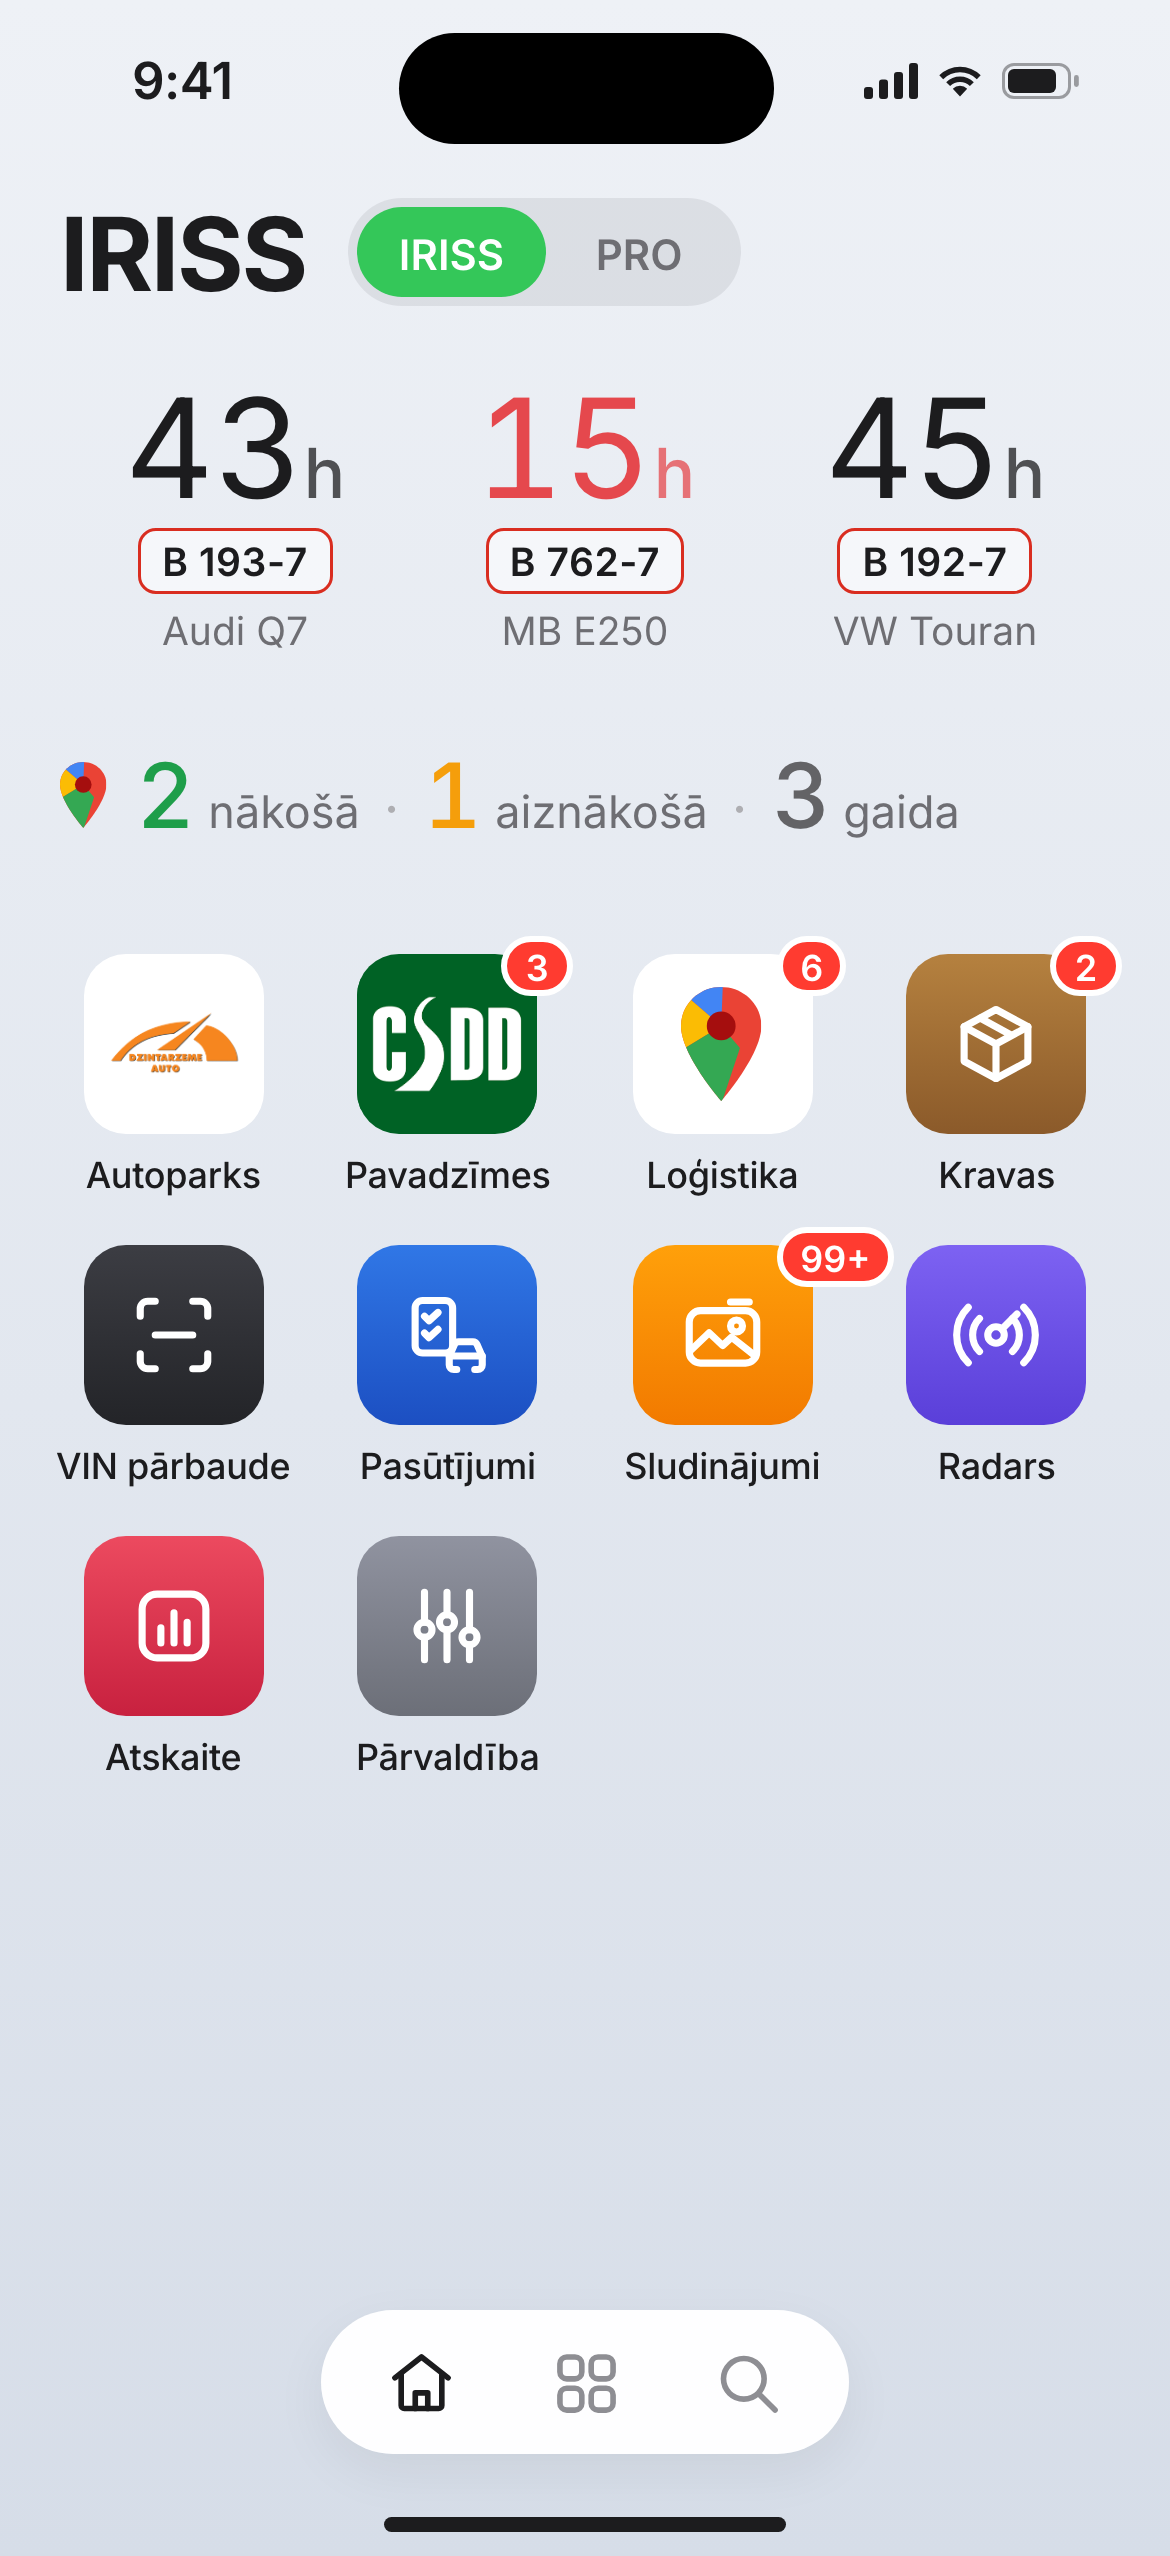 9:41
IRISS IRISS PRO
43h 15h 45h
B 193-7 B 762-7 B 192-7
Audi Q7 MB E250 VW Touran
2 nākošā · 1 aiznākošā · 3 gaida
3 6 2
DZINTARZEME
AUTO
CSDD
Autoparks Pavadzīmes Loģistika Kravas
99+
VIN pārbaude Pasūtījumi Sludinājumi Radars
Atskaite Pārvaldība